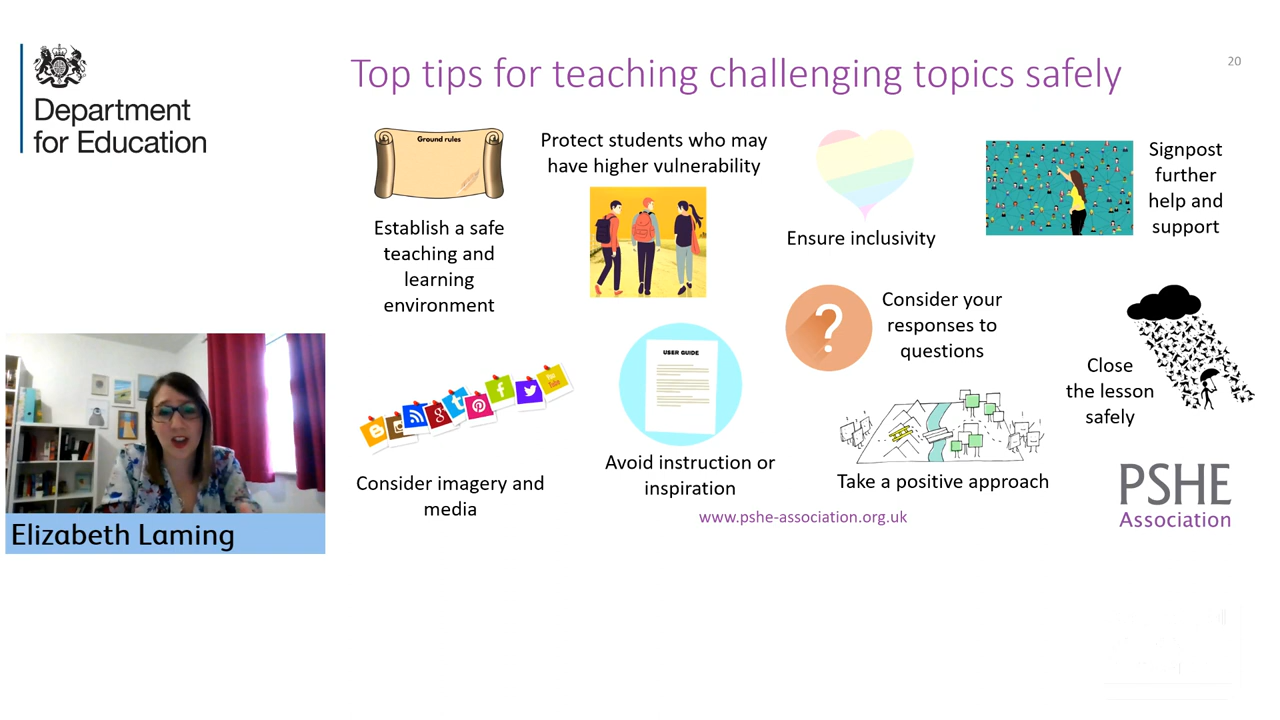 Department
for Education
Top tips for teaching challenging topics safely
20
Ground rules
Establish a safe
teaching and
learning
environment
Protect students who may
have higher vulnerability
Ensure inclusivity
Signpost
further
help and
support
Consider imagery and
media
USER GUIDE
Avoid instruction or
inspiration
?
Consider your
responses to
questions
Take a positive approach
Close
the lesson
safely
www.pshe-association.org.uk
PSHE
Association
Elizabeth Laming